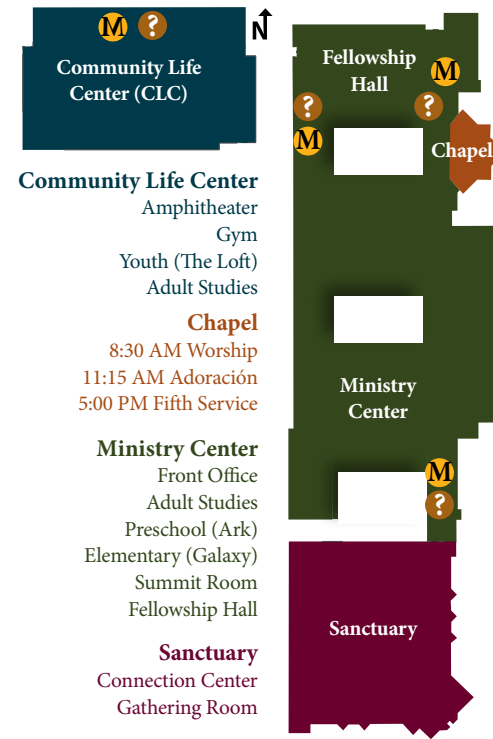 M ?
N
Community Life
Center (CLC)
Fellowship
Hall
M
? ?
M
Chapel
Community Life Center
Amphitheater
Gym
Youth (The Loft)
Adult Studies
Chapel
8:30 AM Worship
11:15 AM Adoración
5:00 PM Fifth Service
Ministry
Center
Ministry Center
Front Office
Adult Studies
Preschool (Ark)
Elementary (Galaxy)
Summit Room
Fellowship Hall
M
?
Sanctuary
Sanctuary
Connection Center
Gathering Room